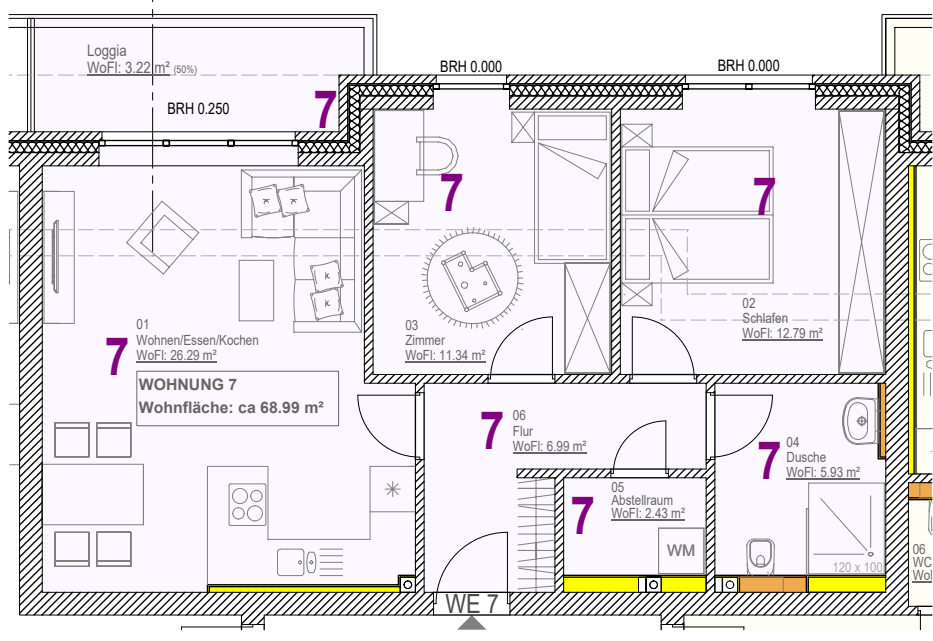 Loggia
WoFl: 3.22 m² (50%)
BRH 0.250
7
BRH 0.000
BRH 0.000
7
7
01
Wohnen/Essen/Kochen
WoFl: 26.29 m²
7
WOHNUNG 7
Wohnfläche: ca 68.99 m²
03
Zimmer
WoFl: 11.34 m²
02
Schlafen
WoFl: 12.79 m²
7
06
Flur
WoFl: 6.99 m²
7
04
Dusche
WoFl: 5.93 m²
7
05
Abstellraum
WoFl: 2.43 m²
WM
120 x 100
06
WC
WE 7